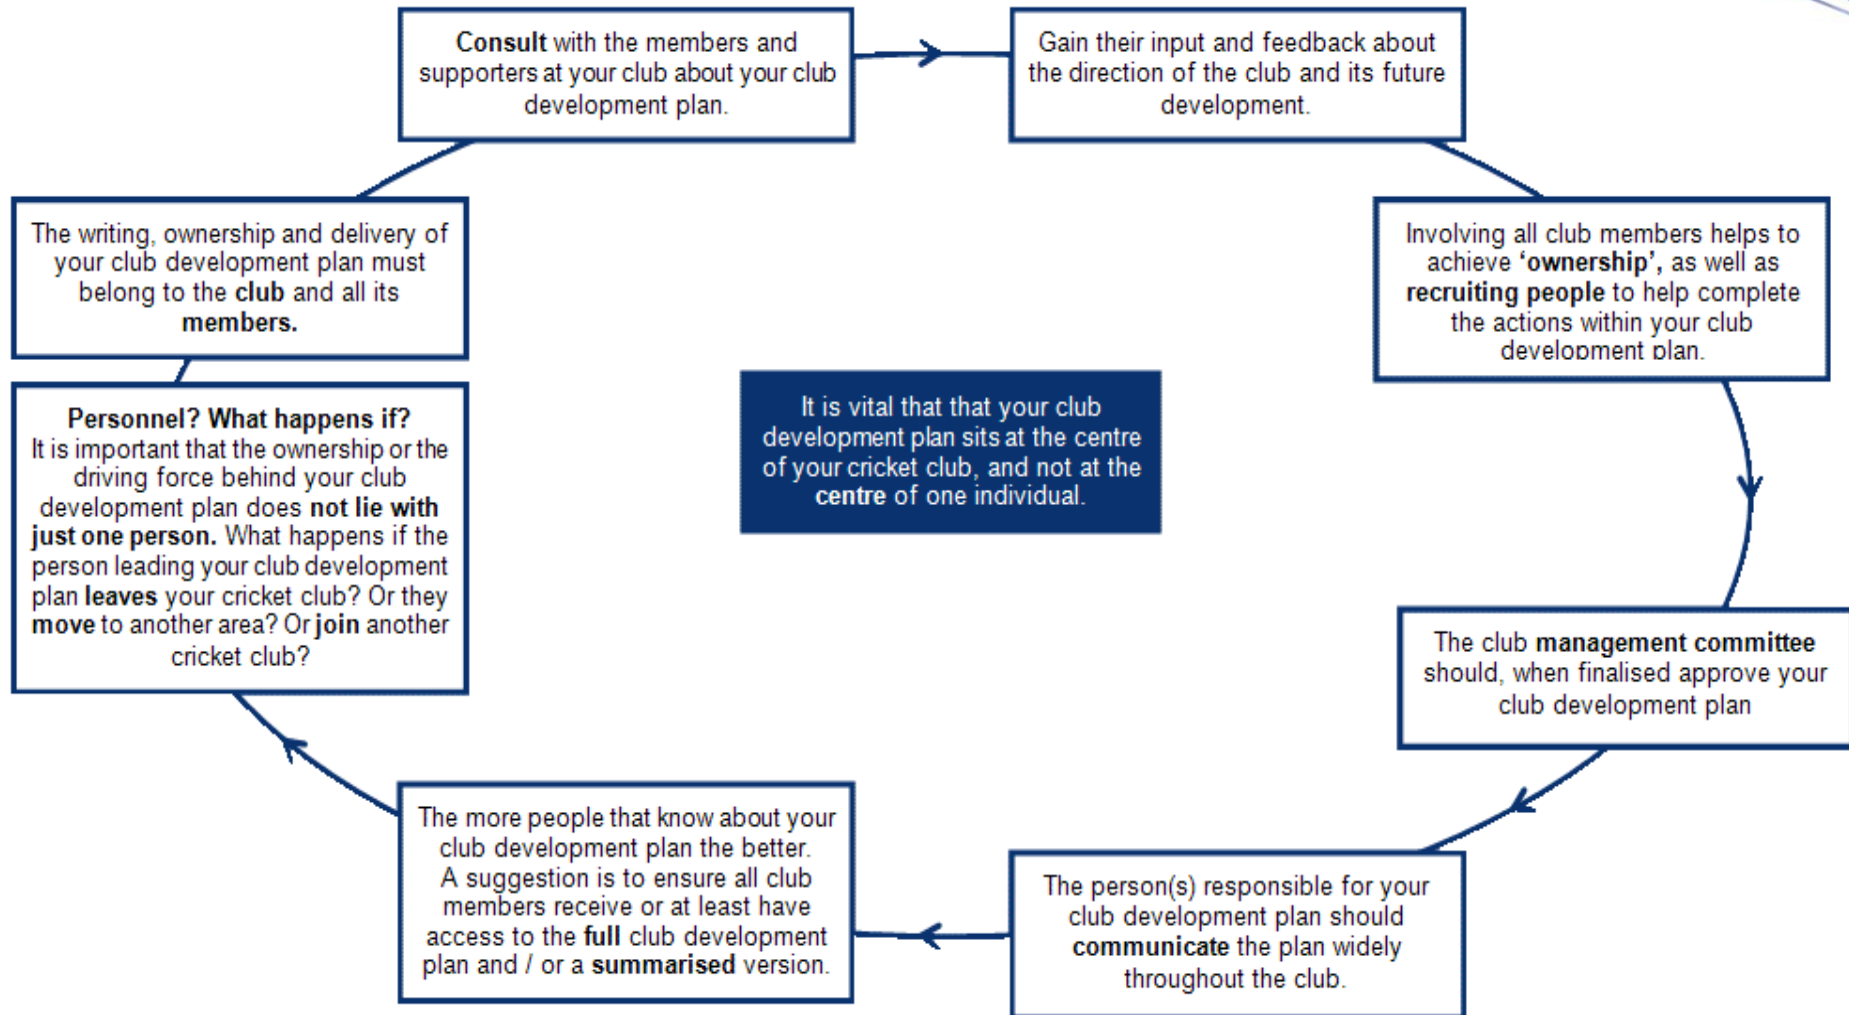 Consult with the members and
supporters at your club about your club
development plan.
Gain their input and feedback about
the direction of the club and its future
development.
Involving all club members helps to
achieve ‘ownership’, as well as
recruiting people to help complete
the actions within your club
development plan.
The club management committee
should, when finalised approve your
club development plan
The person(s) responsible for your
club development plan should
communicate the plan widely
throughout the club.
The more people that know about your
club development plan the better.
A suggestion is to ensure all club
members receive or at least have
access to the full club development
plan and / or a summarised version.
Personnel? What happens if?
It is important that the ownership or the
driving force behind your club
development plan does not lie with
just one person. What happens if the
person leading your club development
plan leaves your cricket club? Or they
move to another area? Or join another
cricket club?
The writing, ownership and delivery of
your club development plan must
belong to the club and all its
members.
It is vital that that your club
development plan sits at the centre
of your cricket club, and not at the
centre of one individual.